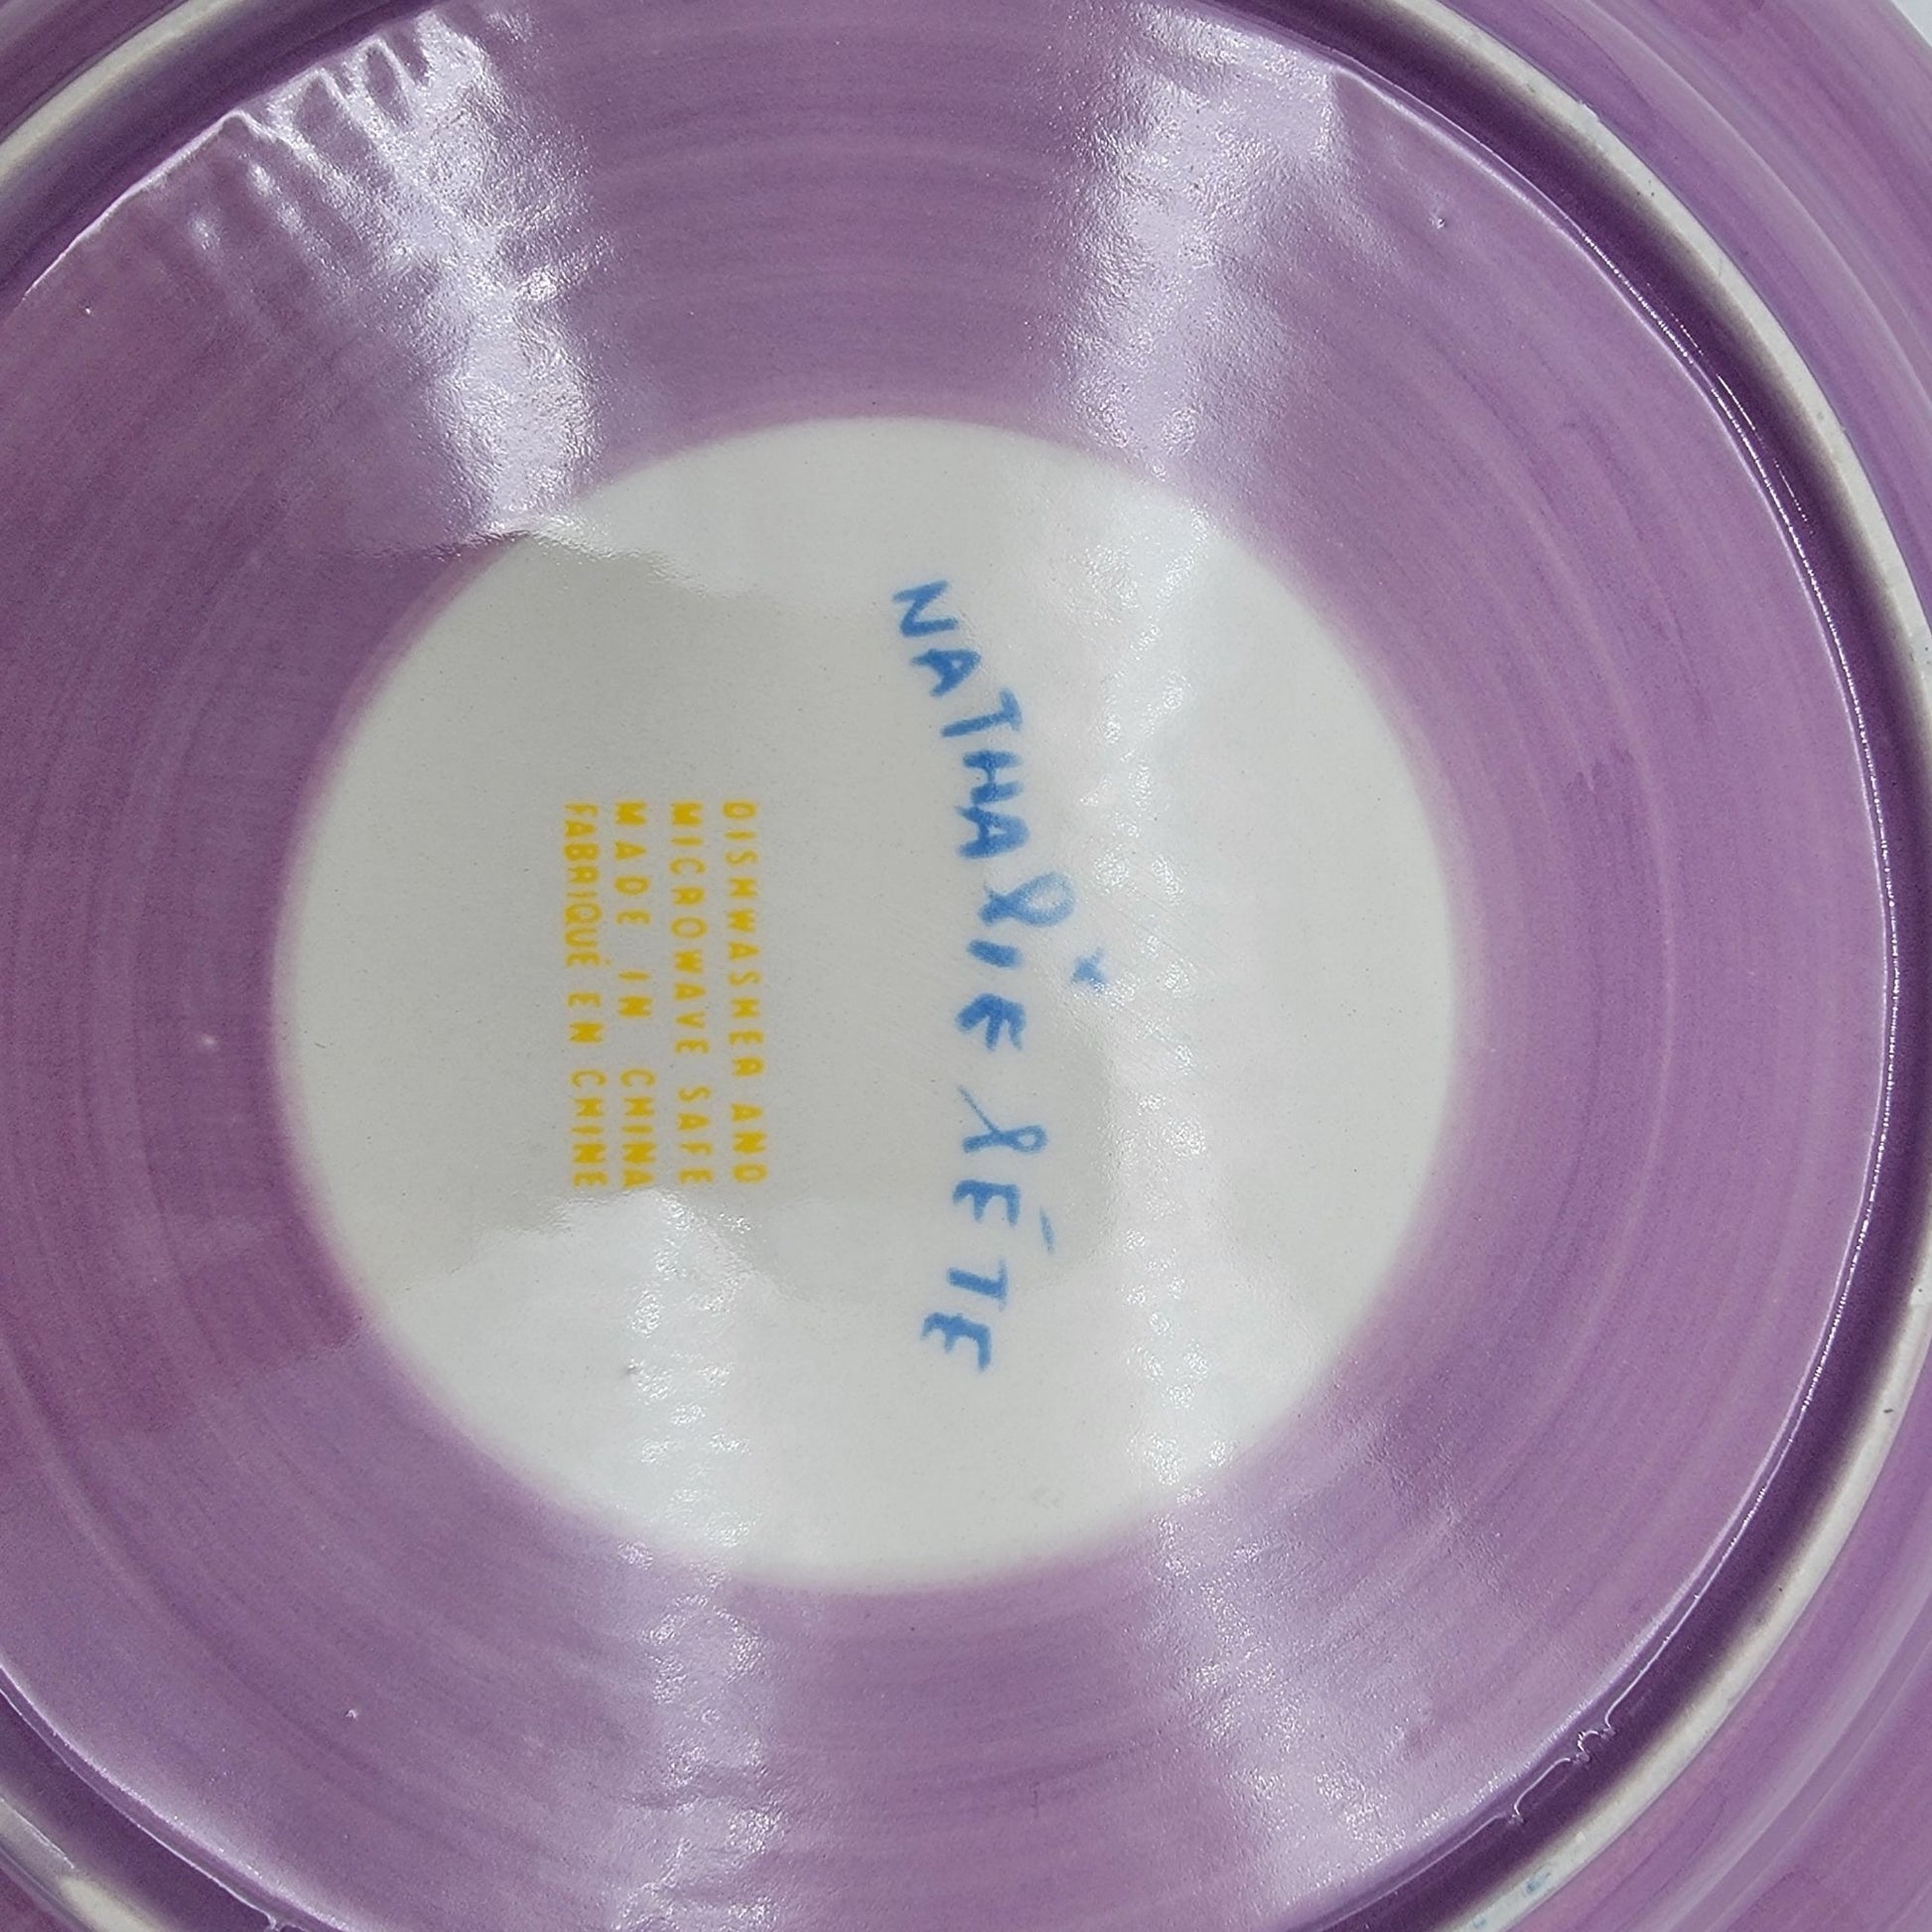 NATHALIE LÉTÉ
DISHWASHER AND
MICROWAVE SAFE
MADE IN CHINA
FABRIQUÉ EN CHINE